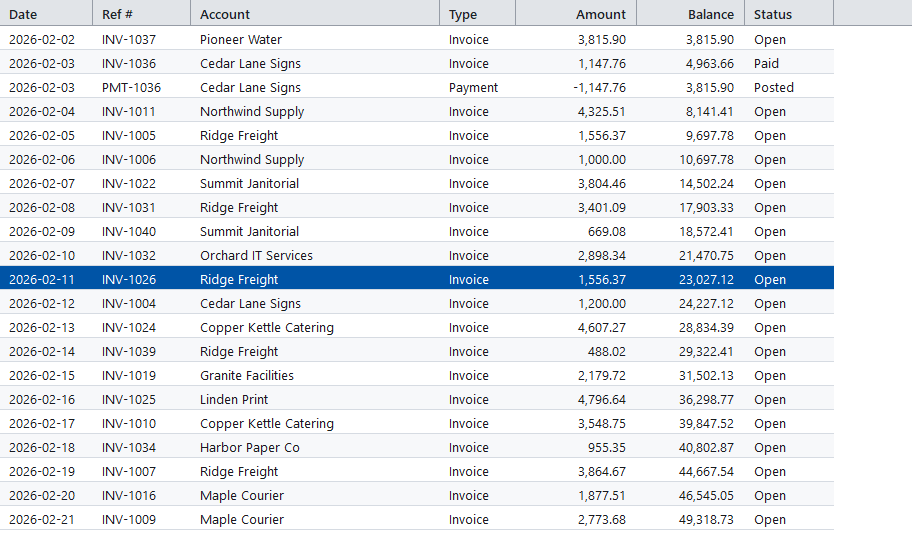 Date Ref # Account Type Amount Balance Status
2026-02-02 INV-1037 Pioneer Water Invoice 3,815.90 3,815.90 Open
2026-02-03 INV-1036 Cedar Lane Signs Invoice 1,147.76 4,963.66 Paid
2026-02-03 PMT-1036 Cedar Lane Signs Payment -1,147.76 3,815.90 Posted
2026-02-04 INV-1011 Northwind Supply Invoice 4,325.51 8,141.41 Open
2026-02-05 INV-1005 Ridge Freight Invoice 1,556.37 9,697.78 Open
2026-02-06 INV-1006 Northwind Supply Invoice 1,000.00 10,697.78 Open
2026-02-07 INV-1022 Summit Janitorial Invoice 3,804.46 14,502.24 Open
2026-02-08 INV-1031 Ridge Freight Invoice 3,401.09 17,903.33 Open
2026-02-09 INV-1040 Summit Janitorial Invoice 669.08 18,572.41 Open
2026-02-10 INV-1032 Orchard IT Services Invoice 2,898.34 21,470.75 Open
2026-02-11 INV-1026 Ridge Freight Invoice 1,556.37 23,027.12 Open
2026-02-12 INV-1004 Cedar Lane Signs Invoice 1,200.00 24,227.12 Open
2026-02-13 INV-1024 Copper Kettle Catering Invoice 4,607.27 28,834.39 Open
2026-02-14 INV-1039 Ridge Freight Invoice 488.02 29,322.41 Open
2026-02-15 INV-1019 Granite Facilities Invoice 2,179.72 31,502.13 Open
2026-02-16 INV-1025 Linden Print Invoice 4,796.64 36,298.77 Open
2026-02-17 INV-1010 Copper Kettle Catering Invoice 3,548.75 39,847.52 Open
2026-02-18 INV-1034 Harbor Paper Co Invoice 955.35 40,802.87 Open
2026-02-19 INV-1007 Ridge Freight Invoice 3,864.67 44,667.54 Open
2026-02-20 INV-1016 Maple Courier Invoice 1,877.51 46,545.05 Open
2026-02-21 INV-1009 Maple Courier Invoice 2,773.68 49,318.73 Open